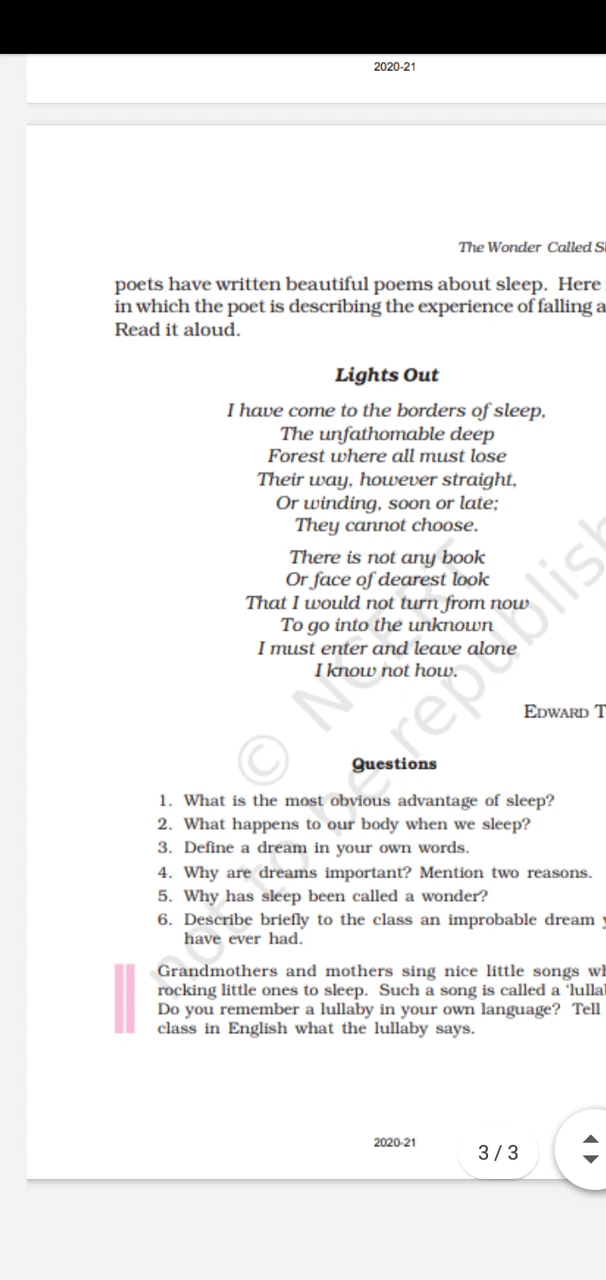 2020-21
The Wonder Called
poets have written beautiful poems about sleep. Here
in which the poet is describing the experience of falling
Read it aloud.
Lights Out
I have come to the borders of sleep,
The unfathomable deep
Forest where all must lose
Their way, however straight,
Or winding, soon or late;
They cannot choose.
There is not any book
Or face of dearest look
That I would not turn from now
To go into the unknown
I must enter and leave alone
I know not how.
EDWARD
Questions
1. What is the most obvious advantage of sleep?
2. What happens to our body when we sleep?
3. Define a dream in your own words.
4. Why are dreams important? Mention two reasons.
5. Why has sleep been called a wonder?
6. Describe briefly to the class an improbable dream
have ever had.
Grandmothers and mothers sing nice little songs
rocking little ones to sleep. Such a song is called a
Do you remember a lullaby in your own language? Tell
class in English what the lullaby says.
© NCERT
not to be republish
2020-21
3 / 3